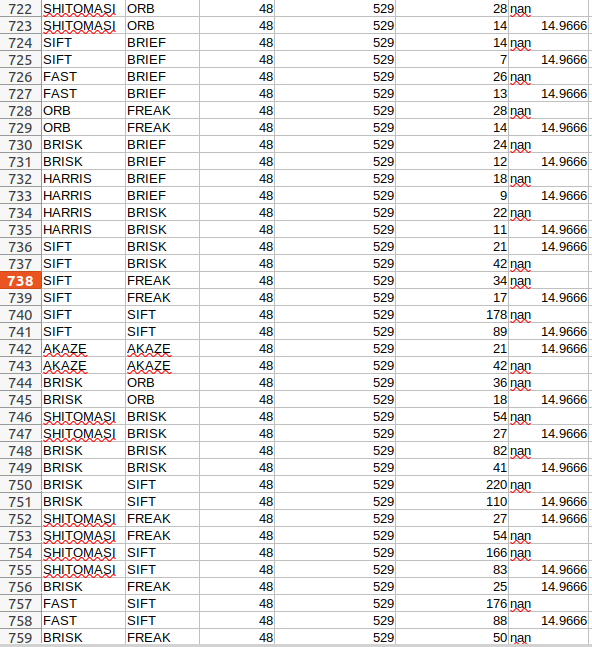 722 SHITOMASI ORB 48 529 28 nan
723 SHITOMASI ORB 48 529 14 14.9666
724 SIFT BRIEF 48 529 14 nan
725 SIFT BRIEF 48 529 7 14.9666
726 FAST BRIEF 48 529 26 nan
727 FAST BRIEF 48 529 13 14.9666
728 ORB FREAK 48 529 28 nan
729 ORB FREAK 48 529 14 14.9666
730 BRISK BRIEF 48 529 24 nan
731 BRISK BRIEF 48 529 12 14.9666
732 HARRIS BRIEF 48 529 18 nan
733 HARRIS BRIEF 48 529 9 14.9666
734 HARRIS BRISK 48 529 22 nan
735 HARRIS BRISK 48 529 11 14.9666
736 SIFT BRISK 48 529 21 14.9666
737 SIFT BRISK 48 529 42 nan
738 SIFT FREAK 48 529 34 nan
739 SIFT FREAK 48 529 17 14.9666
740 SIFT SIFT 48 529 178 nan
741 SIFT SIFT 48 529 89 14.9666
742 AKAZE AKAZE 48 529 21 14.9666
743 AKAZE AKAZE 48 529 42 nan
744 BRISK ORB 48 529 36 nan
745 BRISK ORB 48 529 18 14.9666
746 SHITOMASI BRISK 48 529 54 nan
747 SHITOMASI BRISK 48 529 27 14.9666
748 BRISK BRISK 48 529 82 nan
749 BRISK BRISK 48 529 41 14.9666
750 BRISK SIFT 48 529 220 nan
751 BRISK SIFT 48 529 110 14.9666
752 SHITOMASI FREAK 48 529 27 14.9666
753 SHITOMASI FREAK 48 529 54 nan
754 SHITOMASI SIFT 48 529 166 nan
755 SHITOMASI SIFT 48 529 83 14.9666
756 BRISK FREAK 48 529 25 14.9666
757 FAST SIFT 48 529 176 nan
758 FAST SIFT 48 529 88 14.9666
759 BRISK FREAK 48 529 50 nan